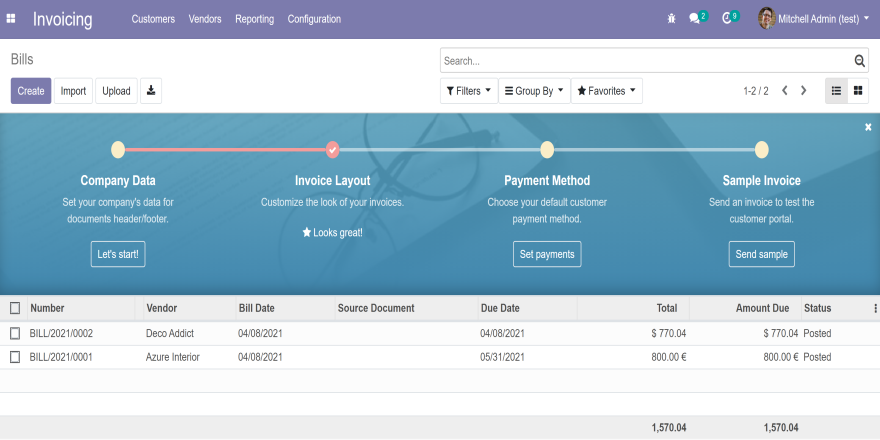 Invoicing Customers Vendors Reporting Configuration 2 9 Mitchell Admin (test)
Bills Search...
Create Import Upload Filters Group By Favorites 1-2 / 2
Company Data Invoice Layout Payment Method Sample Invoice
Set your company's data for Customize the look of your invoices. Choose your default customer Send an invoice to test the
documents header/footer. payment method. customer portal.
Looks great!
Let's start! Set payments Send sample
Number Vendor Bill Date Source Document Due Date Total Amount Due Status
BILL/2021/0002 Deco Addict 04/08/2021 04/08/2021 $ 770.04 $ 770.04 Posted
BILL/2021/0001 Azure Interior 04/08/2021 05/31/2021 800.00 € 800.00 € Posted
1,570.04 1,570.04